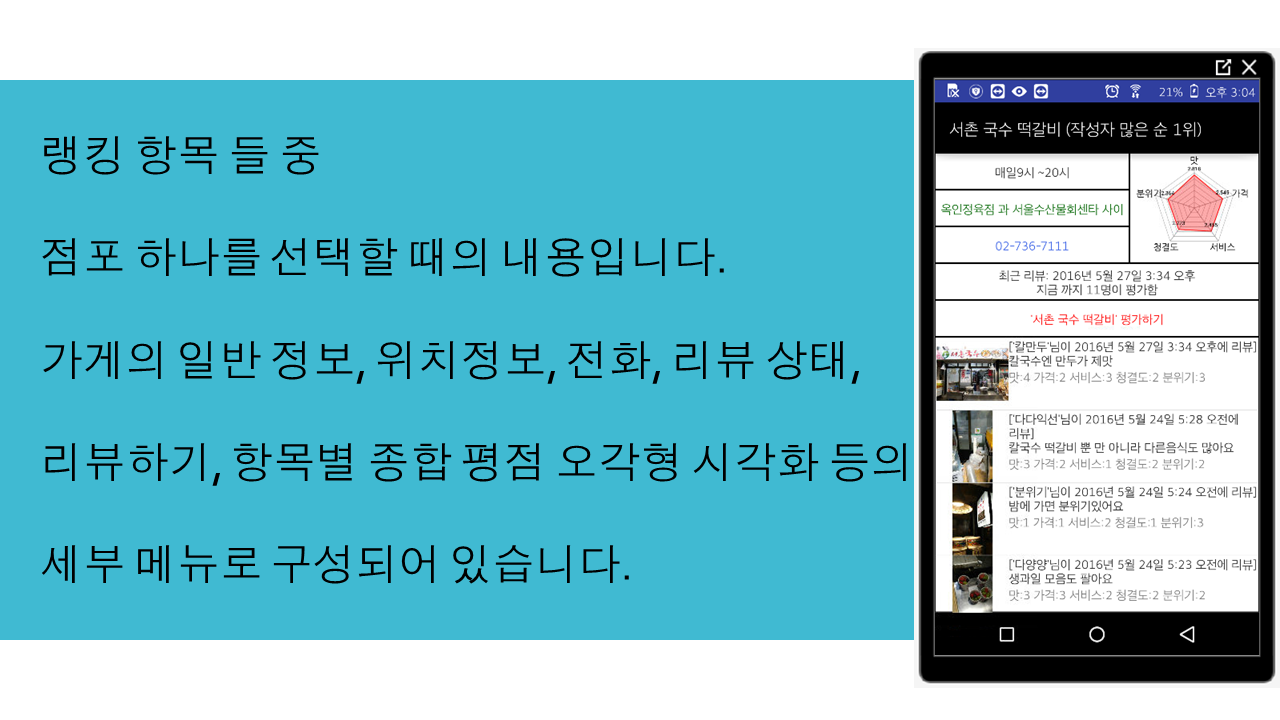 랭킹 항목 들 중
점포 하나를 선택할 때의 내용입니다.
가게의 일반 정보, 위치정보, 전화, 리뷰 상태,
리뷰하기, 항목별 종합 평점 오각형 시각화 등의
세부 메뉴로 구성되어 있습니다.
21% 오후 3:04
서촌 국수 떡갈비 (작성자 많은 순 1위)
매일9시 ~20시
옥인정육점 과 서울수산물회센타 사이
02-736-7111
맛
분위기
가격
청결도
서비스
최근 리뷰: 2016년 5월 27일 3:34 오후
지금 까지 11명이 평가함
'서촌 국수 떡갈비' 평가하기
['칼만두'님이 2016년 5월 27일 3:34 오후에 리뷰]
칼국수엔 만두가 제맛
맛:4 가격:2 서비스:3 청결도:2 분위기:3
['다다익선'님이 2016년 5월 24일 5:28 오전에
리뷰]
칼국수 떡갈비 뿐 만 아니라 다른음식도 많아요
맛:3 가격:2 서비스:1 청결도:2 분위기:2
['분위기'님이 2016년 5월 24일 5:24 오전에 리뷰]
밤에 가면 분위기있어요
맛:1 가격:1 서비스:2 청결도:1 분위기:3
['다양양'님이 2016년 5월 24일 5:23 오전에 리뷰]
생과일 모음도 팔아요
맛:3 가격:3 서비스:2 청결도:2 분위기:2